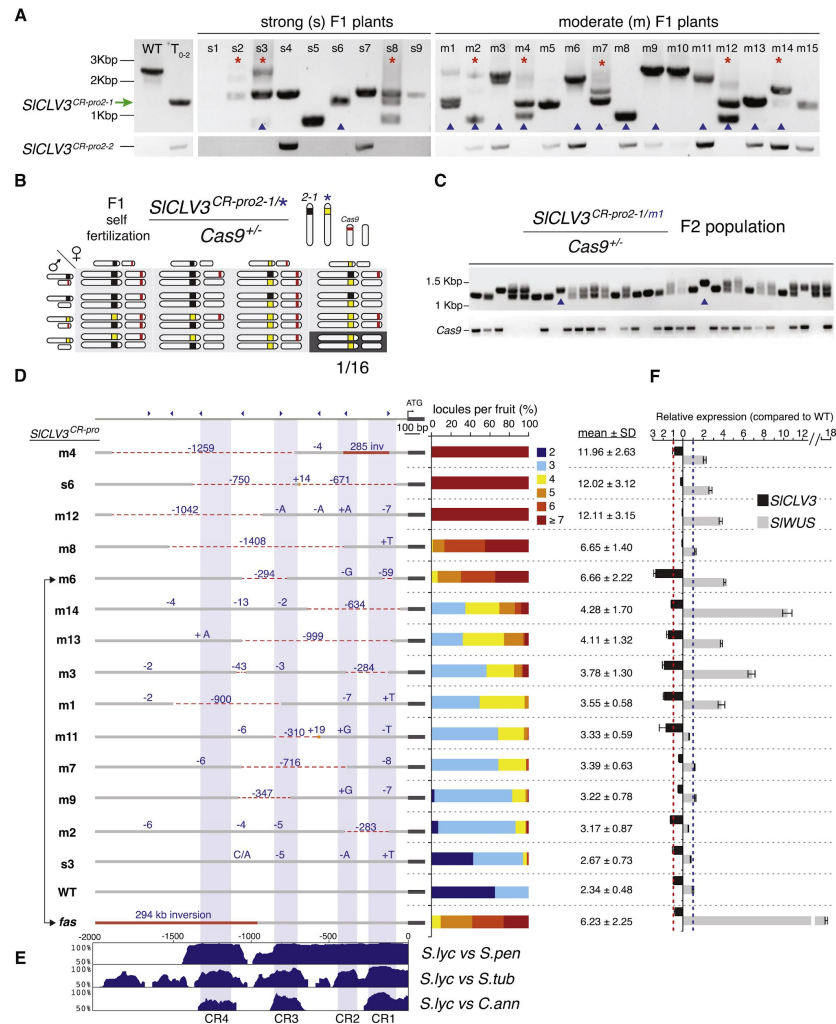 A
strong (s) F1 plants
moderate (m) F1 plants
WT T0-2 s1 s2 s3 s4 s5 s6 s7 s8 s9 m1 m2 m3 m4 m5 m6 m7 m8 m9 m10 m11 m12 m13 m14 m15
* * * * * * * *
3Kbp
2Kbp
SlCLV3CR-pro2-1
1Kbp
SlCLV3CR-pro2-2
B
F1 self fertilization
SlCLV3CR-pro2-1/*
Cas9+/-
2-1 * Cas9
♂ ♀
1/16
C
SlCLV3CR-pro2-1/m1
Cas9+/-
F2 population
1.5 Kbp
1 Kbp
Cas9
D
ATG
100 bp
SlCLV3CR-pro
locules per fruit (%)
0 20 40 60 80 100
2
3
4
5
6
≥ 7
mean ± SD
F
Relative expression (compared to WT)
3 2 1 0 2 4 6 8 10 12 18
SlCLV3
SlWUS
m4 -1259 -4 285 inv 11.96 ± 2.63
s6 -750 +14 -671 12.02 ± 3.12
m12 -1042 -A -A +A -7 12.11 ± 3.15
m8 -1408 +T 6.65 ± 1.40
m6 -294 -G -59 6.66 ± 2.22
m14 -4 -13 -2 -634 4.28 ± 1.70
m13 + A -999 4.11 ± 1.32
m3 -2 -43 -3 -284 3.78 ± 1.30
m1 -2 -900 -7 +T 3.55 ± 0.58
m11 -6 -310 +19 +G -T 3.33 ± 0.59
m7 -6 -716 -8 3.39 ± 0.63
m9 -347 +G -7 3.22 ± 0.78
m2 -6 -4 -5 -283 3.17 ± 0.87
s3 C/A -5 -A +T 2.67 ± 0.73
WT 2.34 ± 0.48
fas 294 kb inversion 6.23 ± 2.25
-2000 -1500 -1000 -500 0
E
100% 50% S.lyc vs S.pen
100% 50% S.lyc vs S.tub
100% 50% S.lyc vs C.ann
CR4 CR3 CR2 CR1